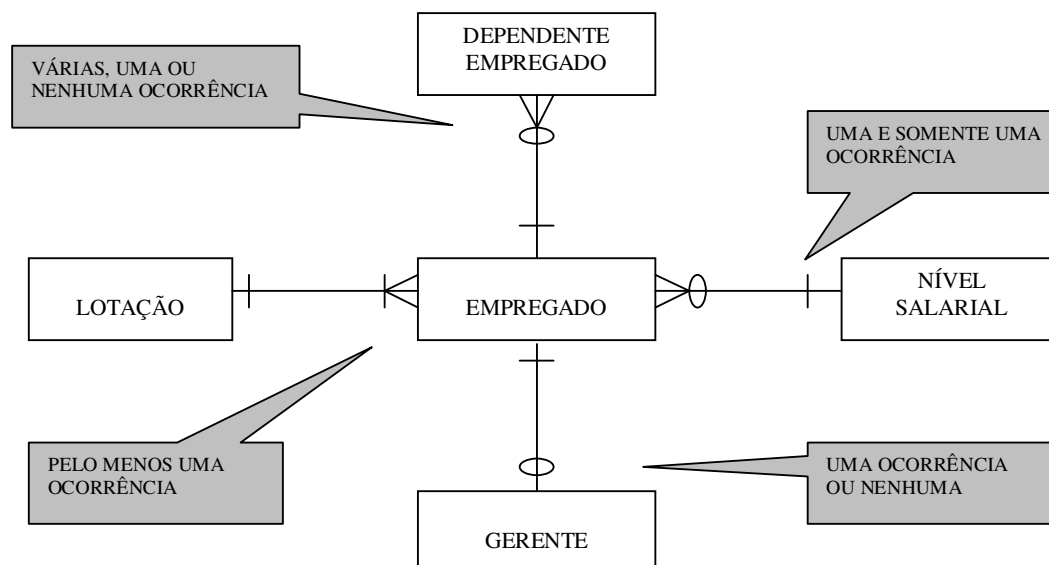 DEPENDENTE
EMPREGADO
VÁRIAS, UMA OU
NENHUMA OCORRÊNCIA
UMA E SOMENTE UMA
OCORRÊNCIA
LOTAÇÃO
EMPREGADO
NÍVEL
SALARIAL
PELO MENOS UMA
OCORRÊNCIA
UMA OCORRÊNCIA
OU NENHUMA
GERENTE